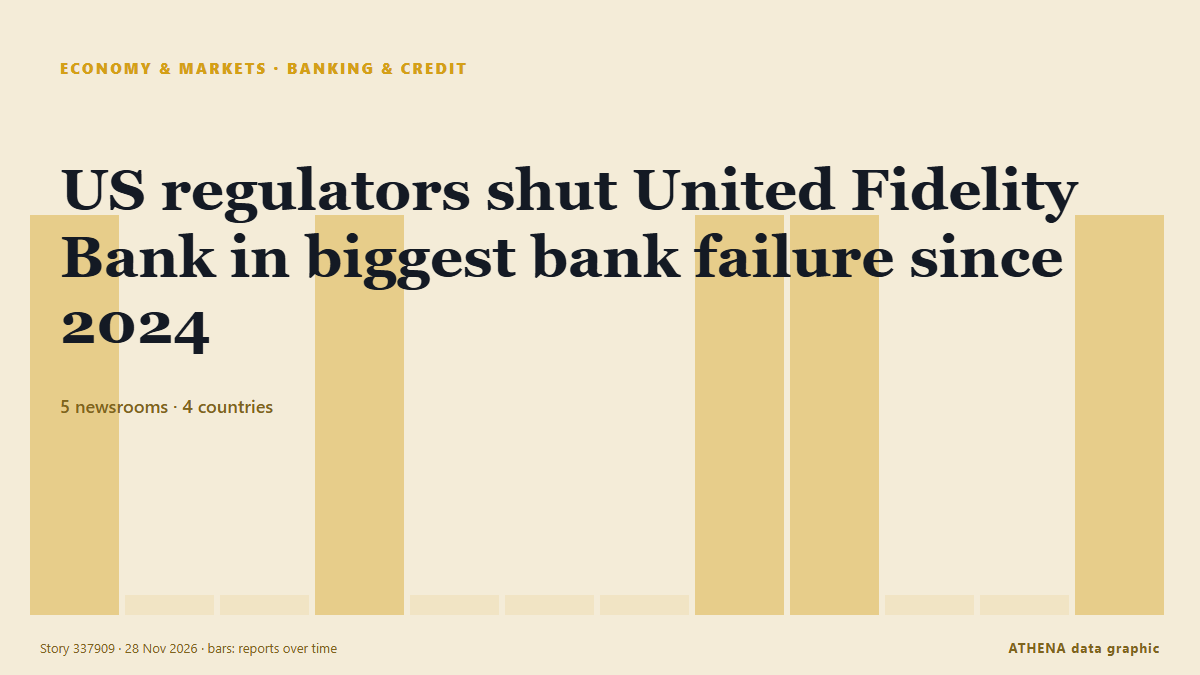 ECONOMY & MARKETS · BANKING & CREDIT
US regulators shut United Fidelity
Bank in biggest bank failure since
2024
5 newsrooms · 4 countries
Story 337909 · 28 Nov 2026 · bars: reports over time
ATHENA data graphic